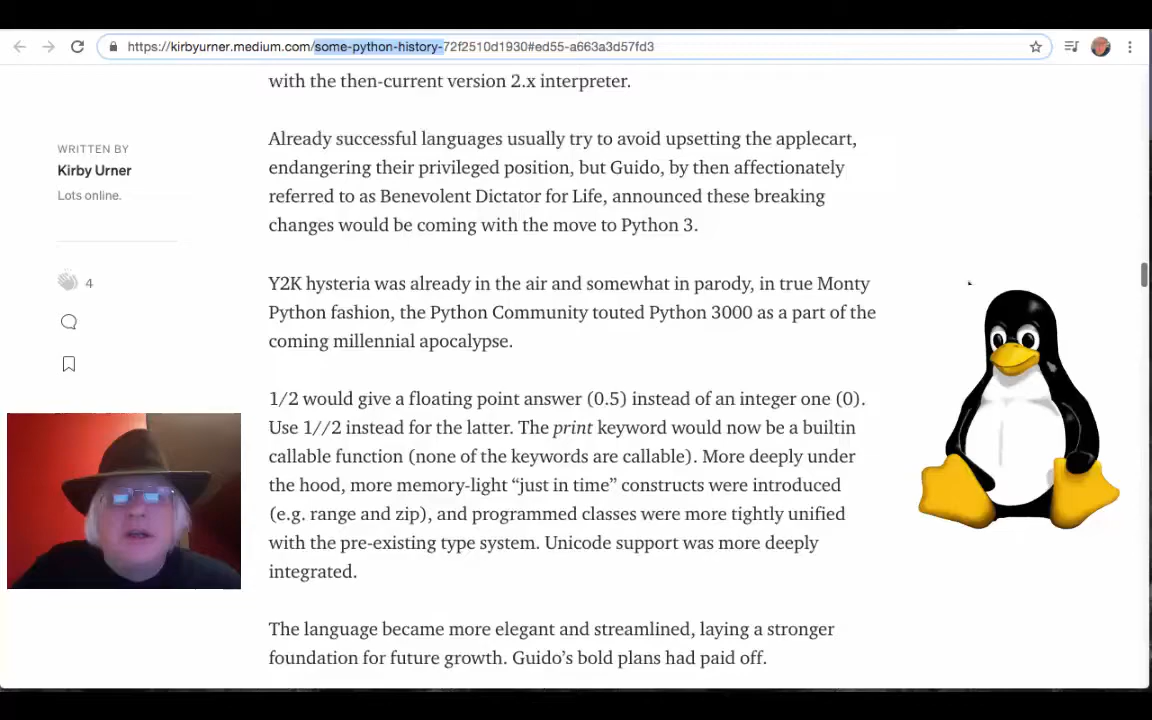 https://kirbyurner.medium.com/some-python-history-72f2510d1930#ed55-a663a3d57fd3
with the then-current version 2.x interpreter.
Already successful languages usually try to avoid upsetting the applecart,
endangering their privileged position, but Guido, by then affectionately
referred to as Benevolent Dictator for Life, announced these breaking
changes would be coming with the move to Python 3.
WRITTEN BY
Kirby Urner
Lots online.
4
Y2K hysteria was already in the air and somewhat in parody, in true Monty
Python fashion, the Python Community touted Python 3000 as a part of the
coming millennial apocalypse.
1/2 would give a floating point answer (0.5) instead of an integer one (0).
Use 1//2 instead for the latter. The print keyword would now be a builtin
callable function (none of the keywords are callable). More deeply under
the hood, more memory-light “just in time” constructs were introduced
(e.g. range and zip), and programmed classes were more tightly unified
with the pre-existing type system. Unicode support was more deeply
integrated.
The language became more elegant and streamlined, laying a stronger
foundation for future growth. Guido’s bold plans had paid off.